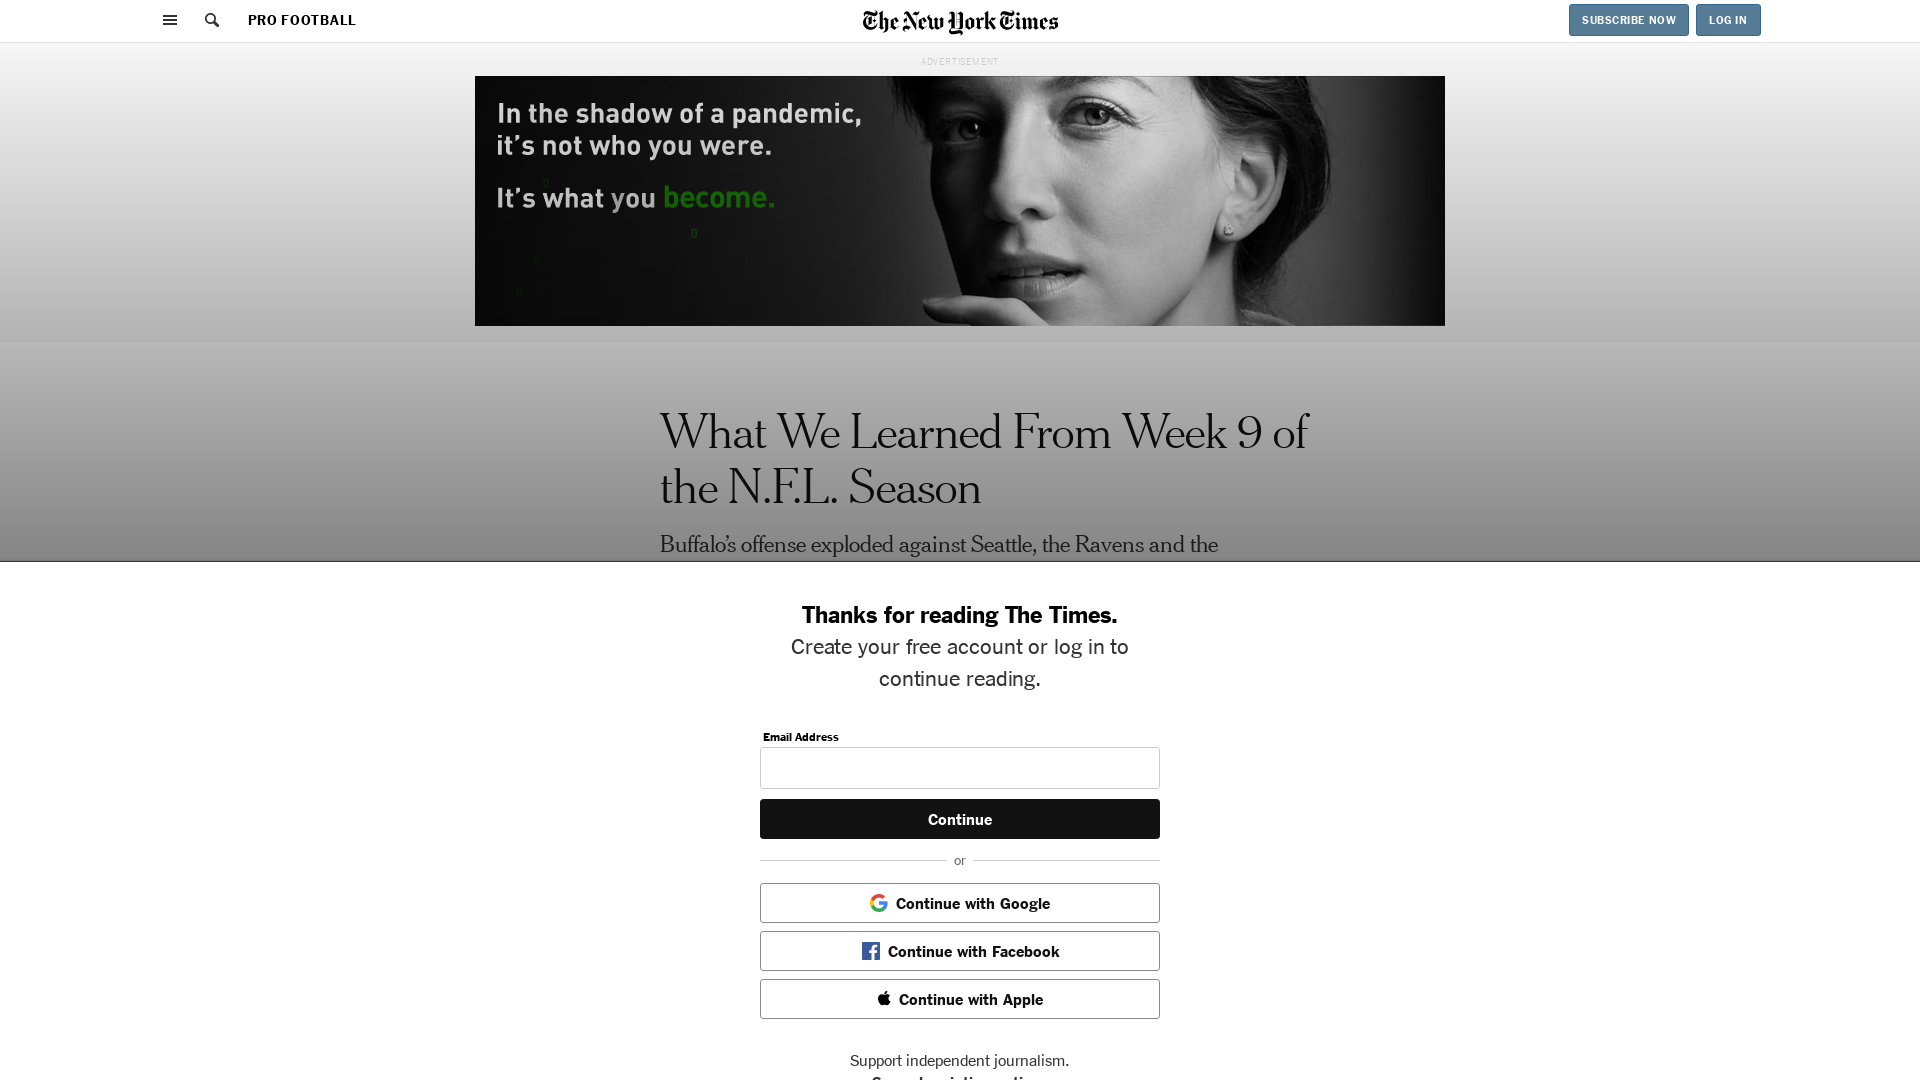 PRO FOOTBALL
The New York Times
SUBSCRIBE NOW
LOG IN
ADVERTISEMENT
In the shadow of a pandemic,
it's not who you were.
It's what you become.
What We Learned From Week 9 of
the N.F.L. Season
Buffalo's offense exploded against Seattle, the Ravens and the
Thanks for reading The Times.
Create your free account or log in to
continue reading.
Email Address
Continue
or
Continue with Google
Continue with Facebook
Continue with Apple
Support independent journalism.